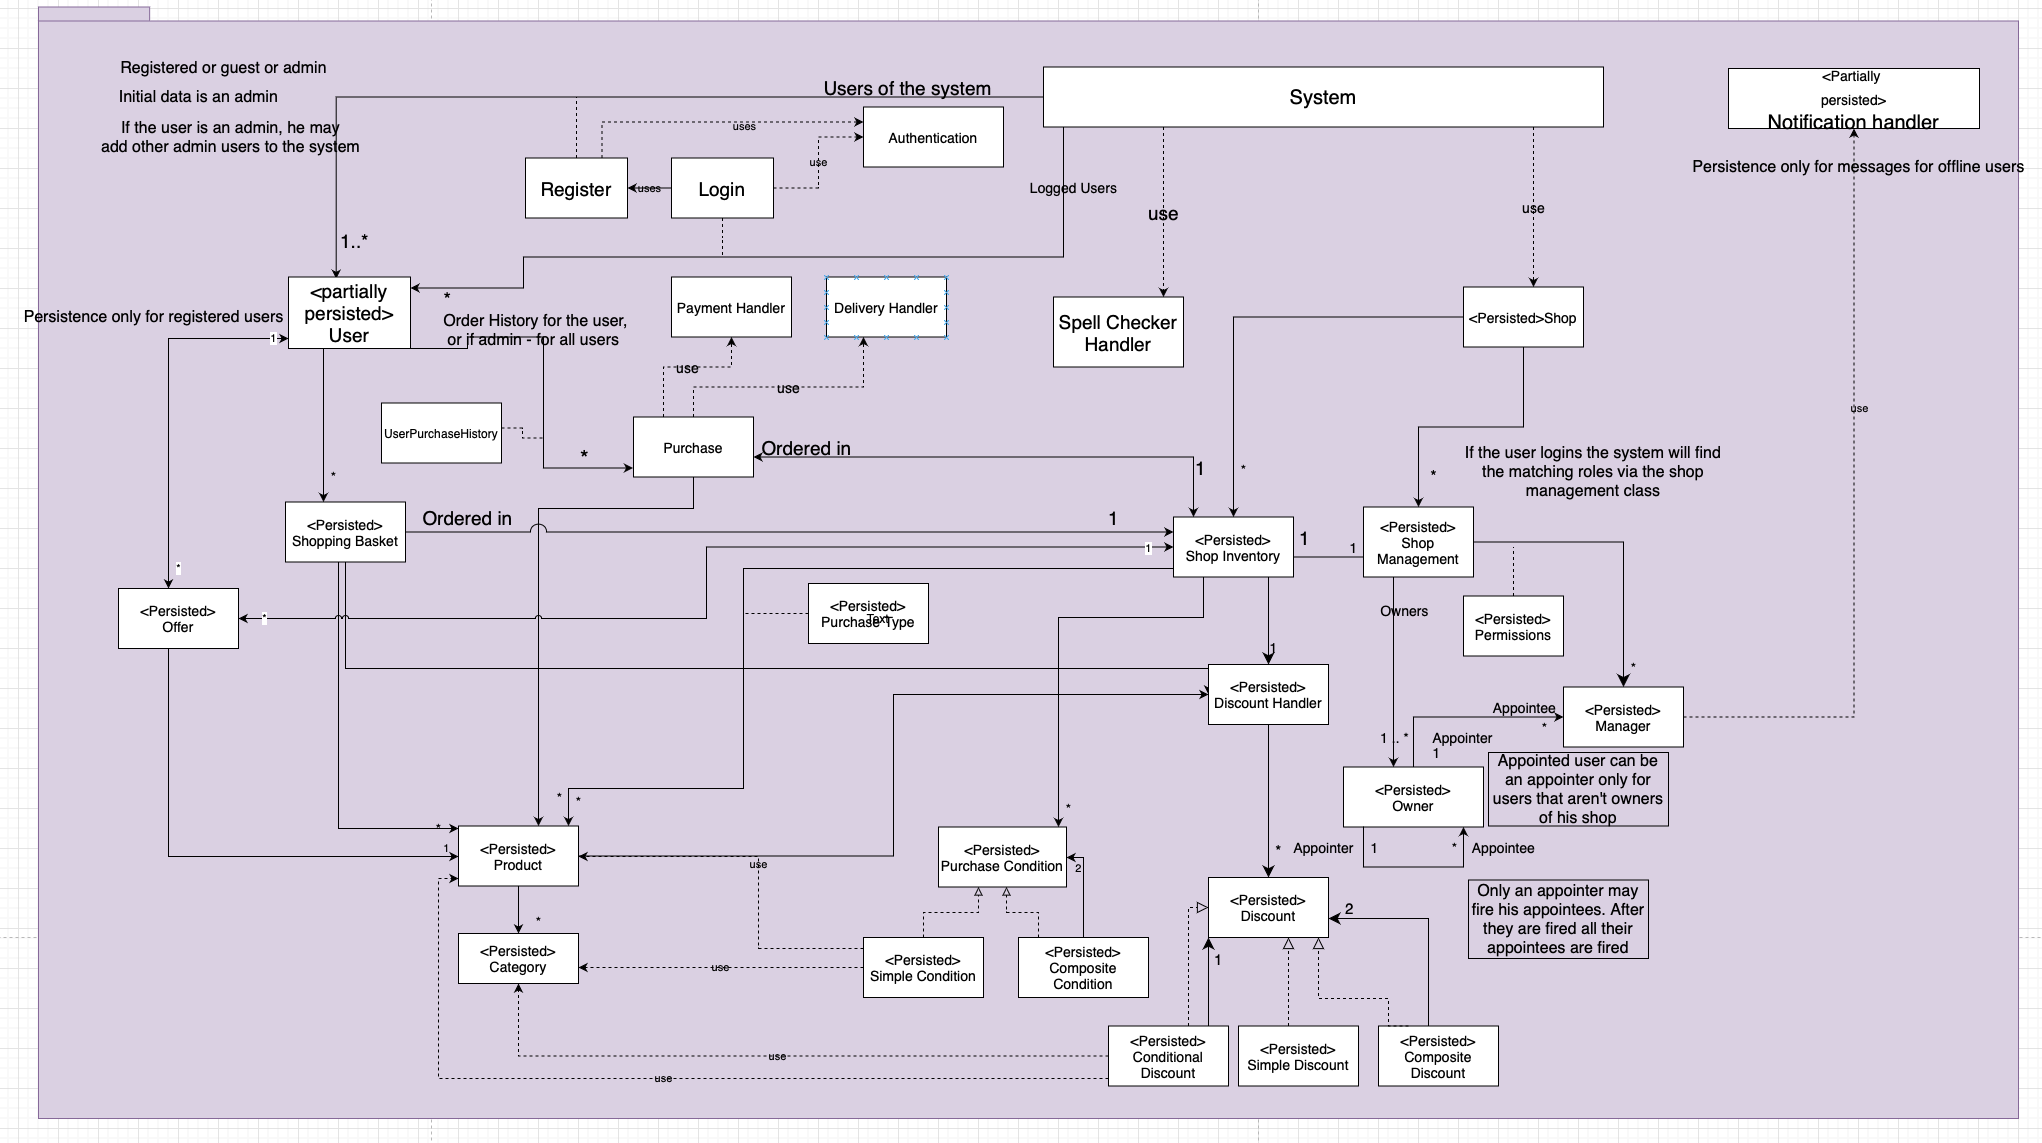 Registered or guest or admin
Initial data is an admin
If the user is an admin, he may
add other admin users to the system
Users of the system
System
<Partially
persisted>
Notification handler
Persistence only for messages for offline users
uses
Authentication
use
Register
uses
Login
Logged Users
use
use
1..*
*
<partially
persisted>
User
Persistence only for registered users
1
Order History for the user,
or if admin - for all users
Payment Handler
Delivery Handler
Spell Checker
Handler
<Persisted>Shop
use
use
use
UserPurchaseHistory
*
Purchase
Ordered in
1
*
*
If the user logins the system will find
the matching roles via the shop
management class
*
<Persisted>
Shopping Basket
Ordered in
1
1
<Persisted>
Shop Inventory
1
1
<Persisted>
Shop
Management
*
<Persisted>
Offer
*
<Persisted>
Purchase Type
Text
Owners
<Persisted>
Permissions
1
*
<Persisted>
Discount Handler
<Persisted>
Manager
Appointee
*
1..*
Appointer
1
Appointed user can be
an appointer only for
users that aren't owners
of his shop
<Persisted>
Owner
* *
*
*
1
<Persisted>
Product
use
<Persisted>
Purchase Condition
2
*
Appointer
1
*
Appointee
Only an appointer may
fire his appointees. After
they are fired all their
appointees are fired
*
<Persisted>
Category
use
<Persisted>
Simple Condition
<Persisted>
Composite
Condition
<Persisted>
Discount
2
1
use
use
<Persisted>
Conditional
Discount
<Persisted>
Simple Discount
<Persisted>
Composite
Discount